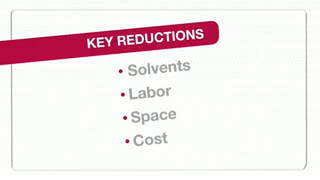 KEY REDUCTIONS
• Solvents
• Labor
• Space
• Cost